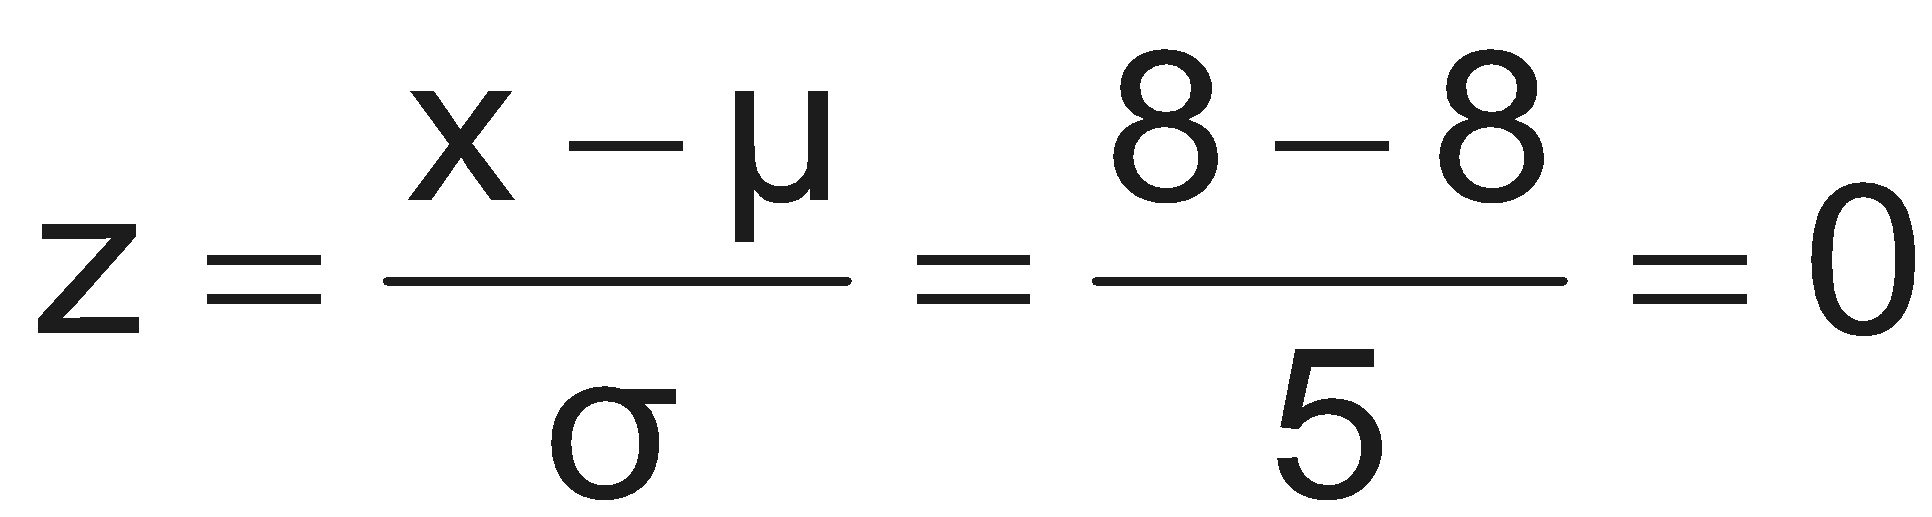 z = (x – μ)/σ = (8 – 8)/5 = 0